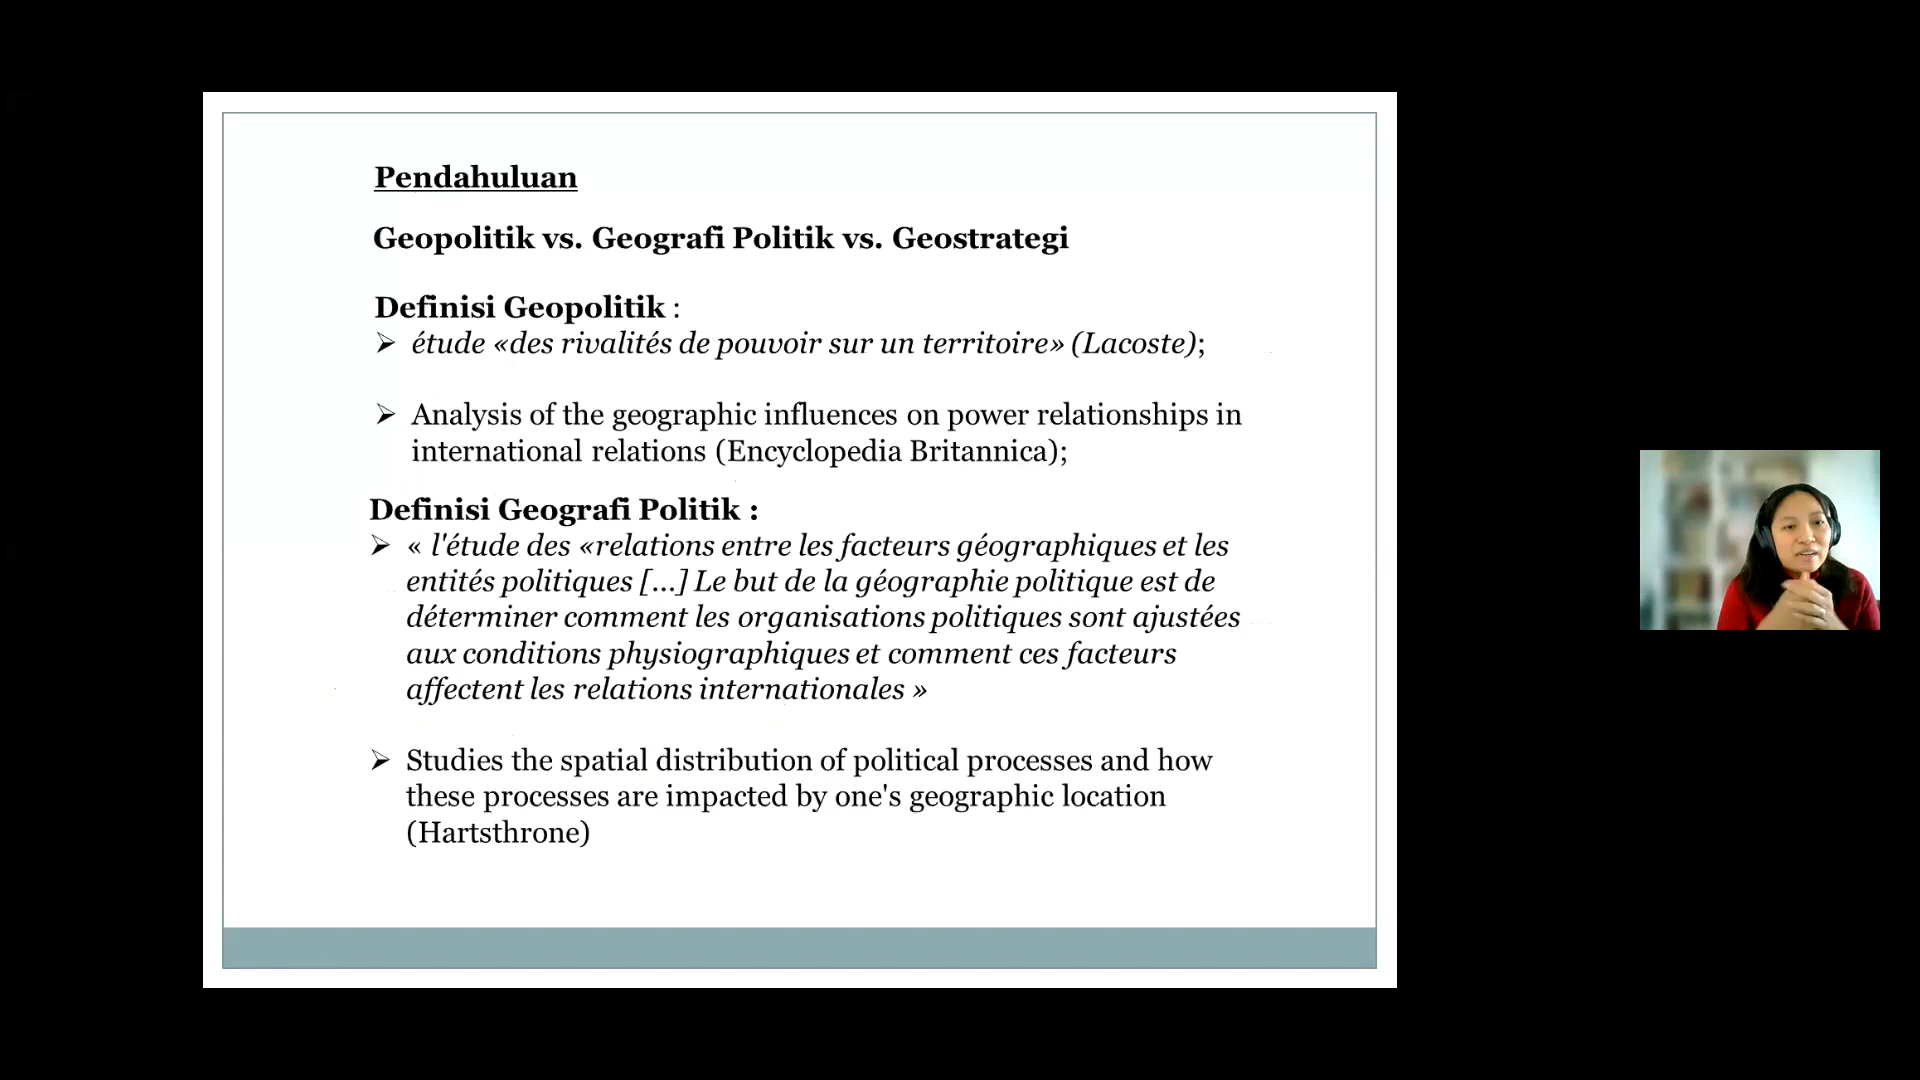 Pendahuluan
Geopolitik vs. Geografi Politik vs. Geostrategi
Definisi Geopolitik :
➢ étude «des rivalités de pouvoir sur un territoire» (Lacoste);
➢ Analysis of the geographic influences on power relationships in
international relations (Encyclopedia Britannica);
Definisi Geografi Politik :
➢ « l'étude des «relations entre les facteurs géographiques et les
entités politiques [...] Le but de la géographie politique est de
déterminer comment les organisations politiques sont ajustées
aux conditions physiographiques et comment ces facteurs
affectent les relations internationales »
➢ Studies the spatial distribution of political processes and how
these processes are impacted by one's geographic location
(Hartsthrone)